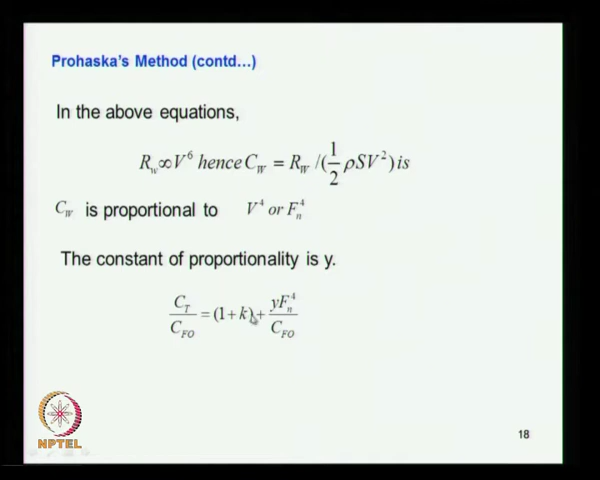 Prohaska's Method (contd...)
In the above equations,
R_w ∞ V^6 hence C_W = R_W /(1/2 ρSV^2) is
C_W is proportional to V^4 or F_n^4
The constant of proportionality is y.
C_T/C_FO = (1 + k) + yF_n^4/C_FO
NPTEL
18